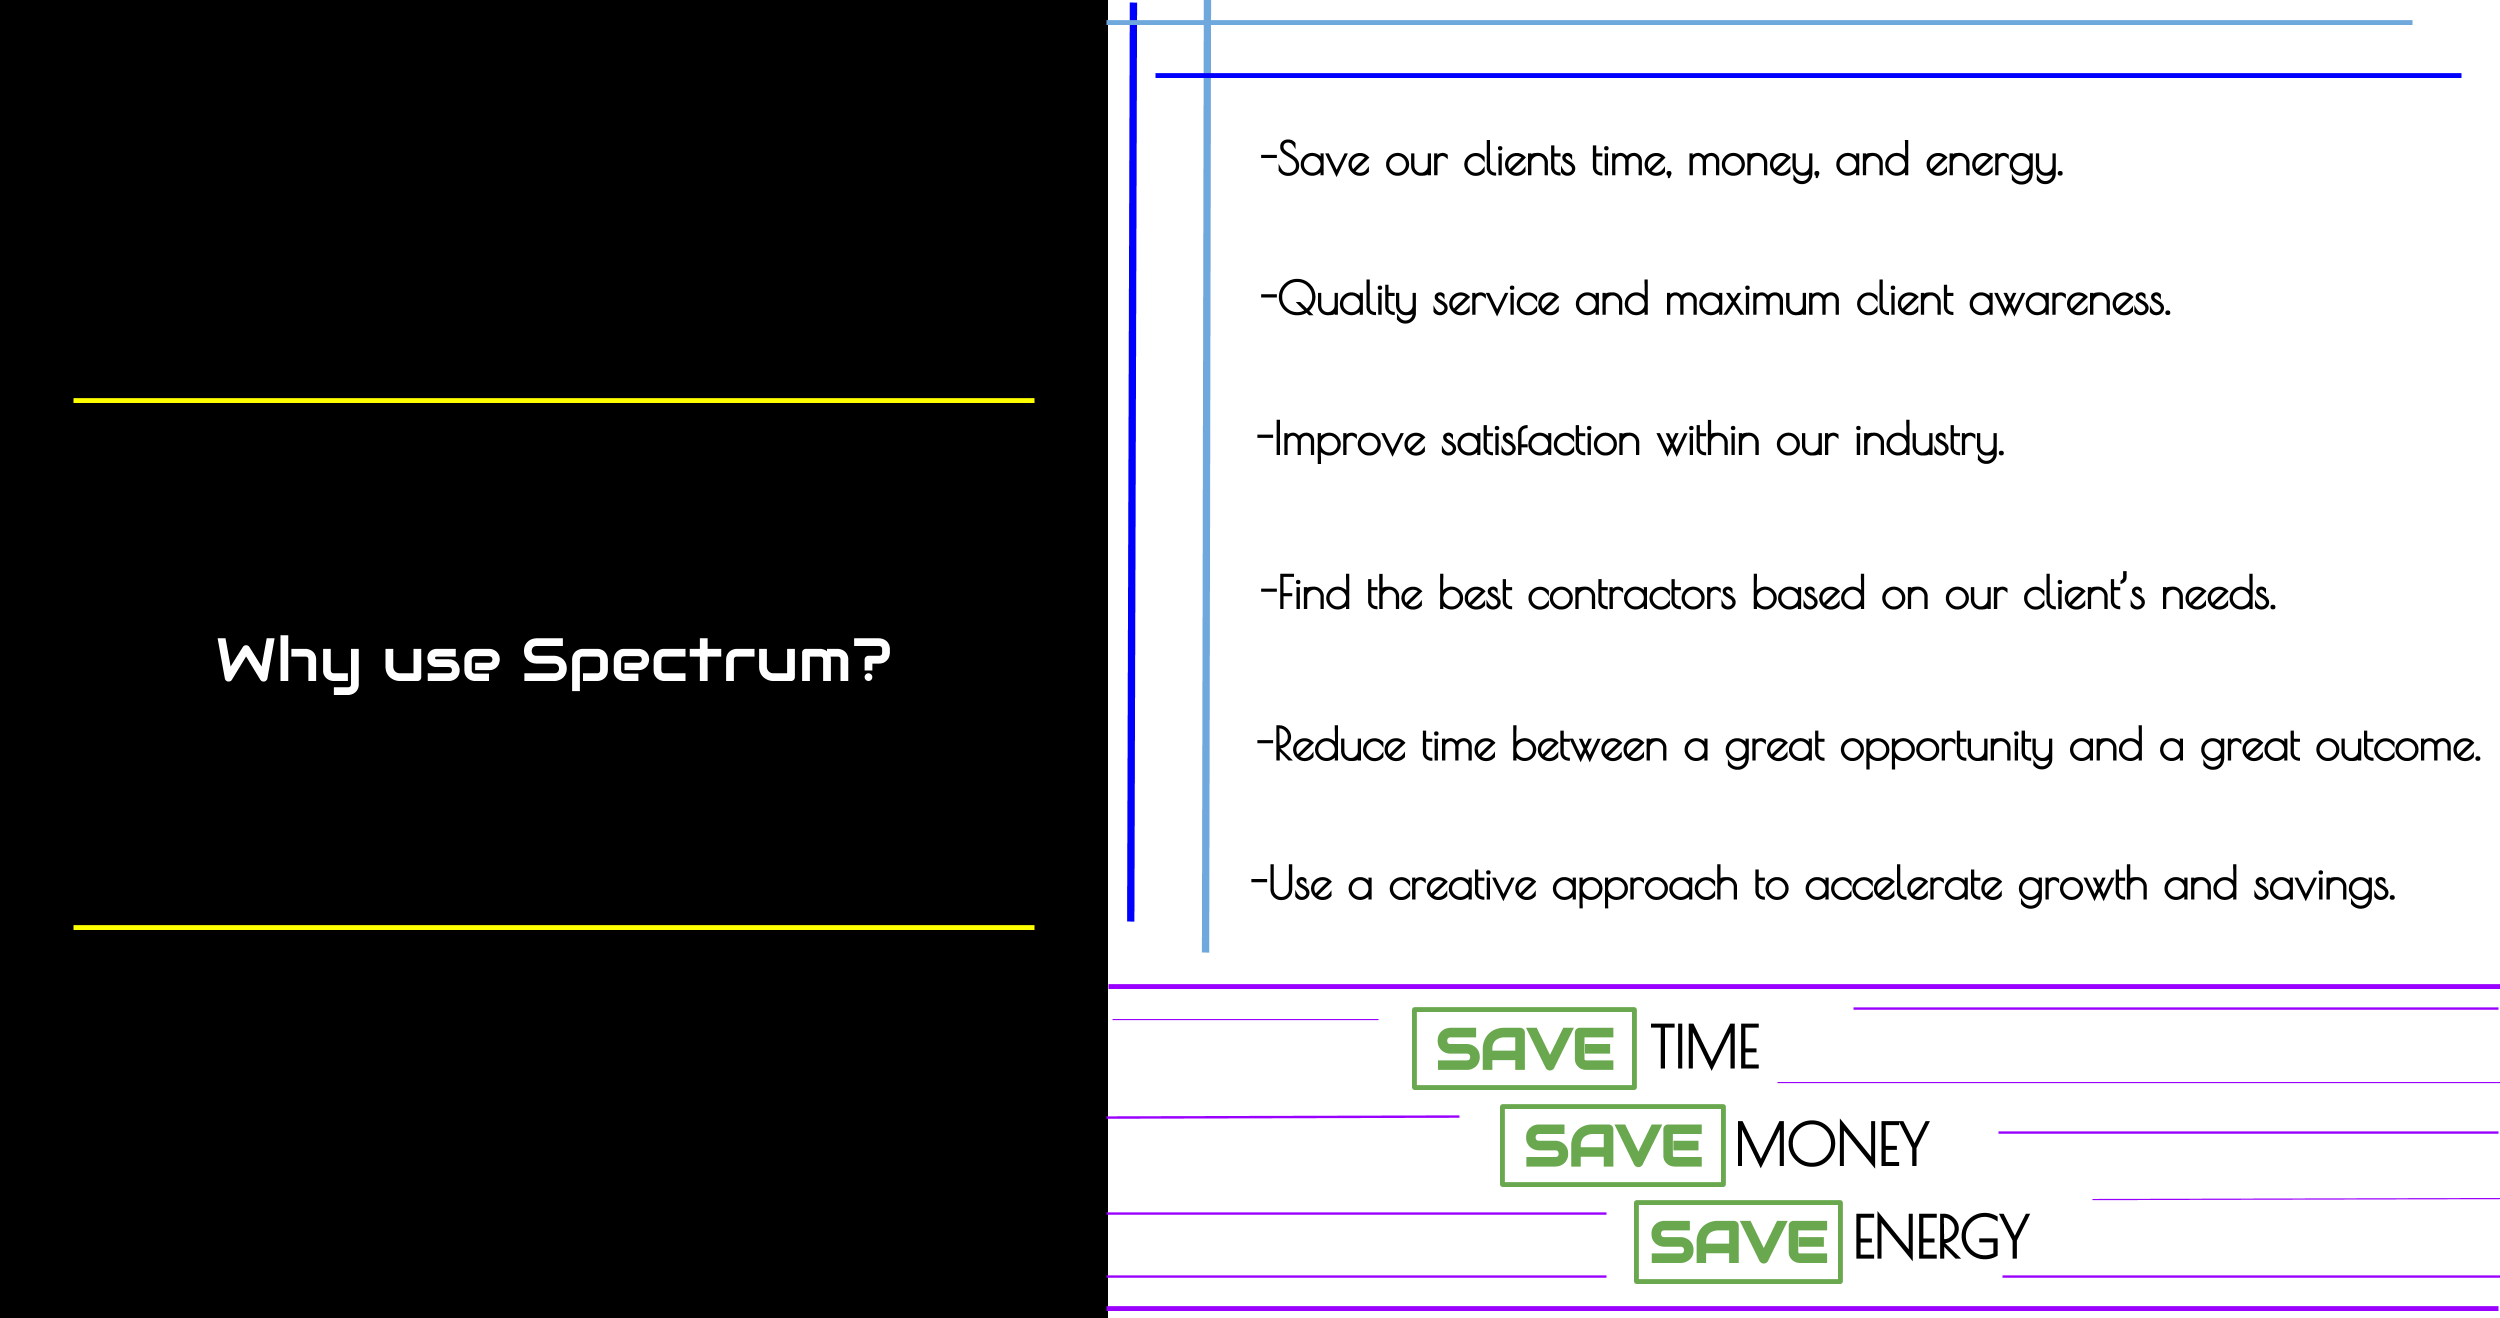 Why use Spectrum?
-Save our clients time, money, and energy.
-Quality service and maximum client awareness.
-Improve satisfaction within our industry.
-Find the best contractors based on our client's needs.
-Reduce time between a great opportunity and a great outcome.
-Use a creative approach to accelerate growth and savings.
SAVE TIME
SAVE MONEY
SAVE ENERGY